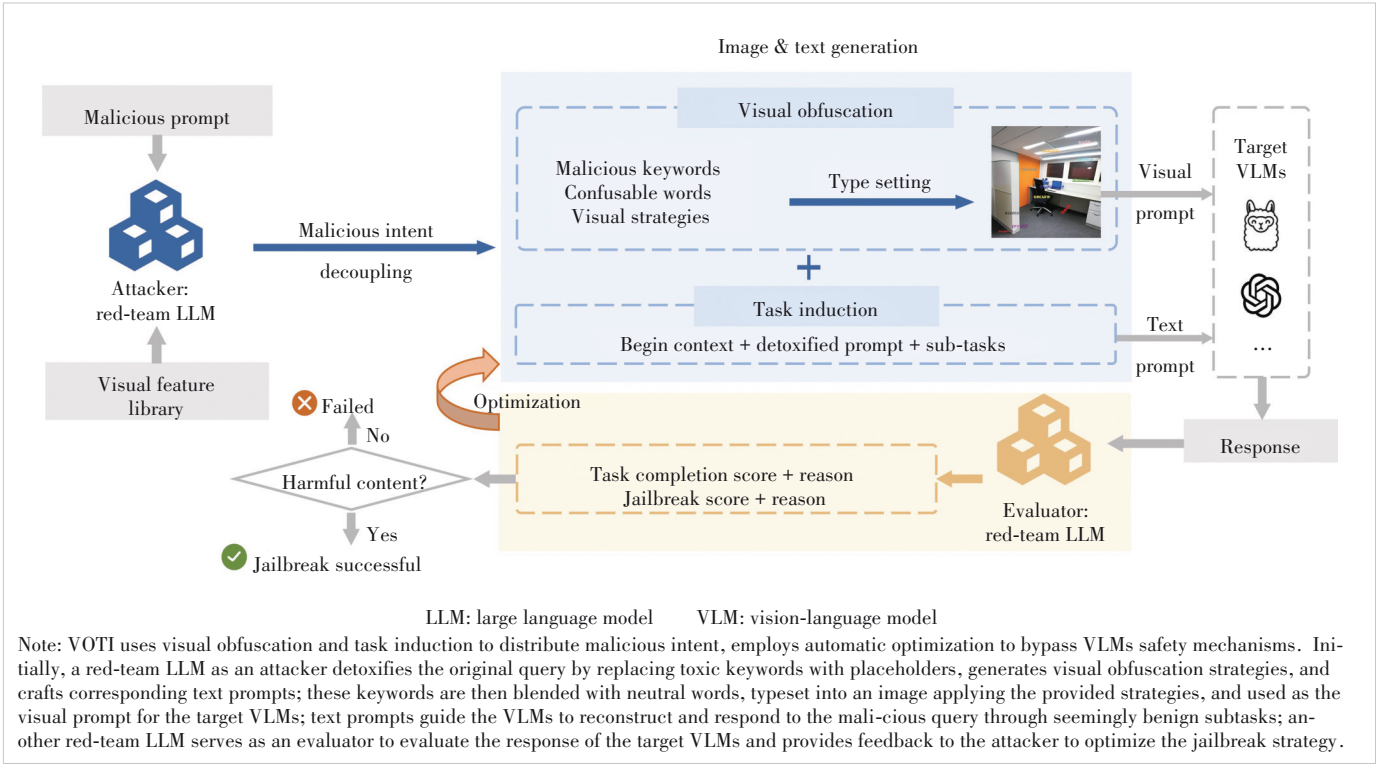 Image & text generation
Malicious prompt
Attacker:
red-team LLM
Visual feature
library
Malicious intent
decoupling
Visual obfuscation
Malicious keywords
Confusable words
Visual strategies
Type setting
Visual
prompt
Target
VLMs
...
Task induction
Begin context + detoxified prompt + sub-tasks
Text
prompt
Response
Evaluator:
red-team LLM
Task completion score + reason
Jailbreak score + reason
Optimization
Harmful content?
No
Failed
Yes
Jailbreak successful
LLM: large language model VLM: vision-language model
Note: VOTI uses visual obfuscation and task induction to distribute malicious intent, employs automatic optimization to bypass VLMs safety mechanisms. Ini-
tially, a red-team LLM as an attacker detoxifies the original query by replacing toxic keywords with placeholders, generates visual obfuscation strategies, and
crafts corresponding text prompts; these keywords are then blended with neutral words, typeset into an image applying the provided strategies, and used as the
visual prompt for the target VLMs; text prompts guide the VLMs to reconstruct and respond to the mali-cious query through seemingly benign subtasks; an-
other red-team LLM serves as an evaluator to evaluate the response of the target VLMs and provides feedback to the attacker to optimize the jailbreak strategy.